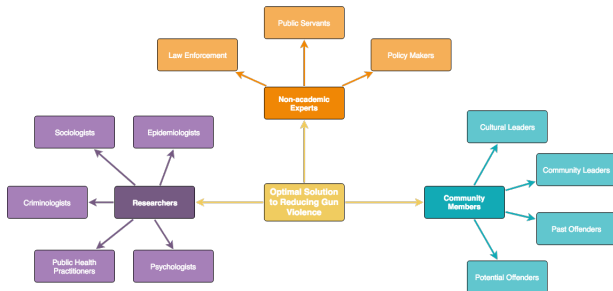 Public Servants
Law Enforcement
Policy Makers
Non-academic
Experts
Sociologists
Epidemiologists
Cultural Leaders
Community Leaders
Criminologists
Researchers
Optimal Solution
to Reducing Gun
Violence
Community
Members
Past Offenders
Public Health
Practitioners
Psychologists
Potential Offenders